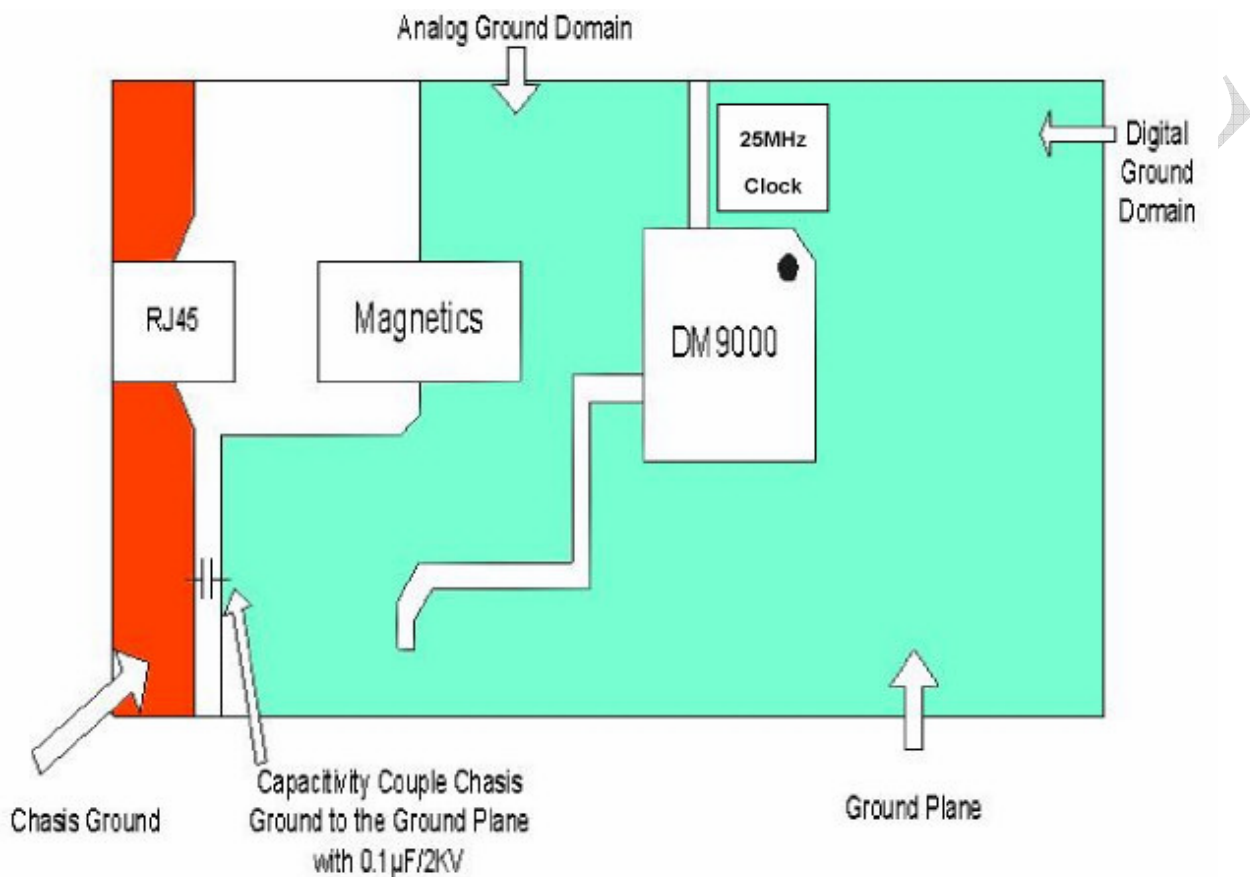 Analog Ground Domain
25MHz
Clock
Digital
Ground
Domain
RJ45
Magnetics
DM9000
Chasis Ground
Capacitivity Couple Chasis
Ground to the Ground Plane
with 0.1µF/2KV
Ground Plane